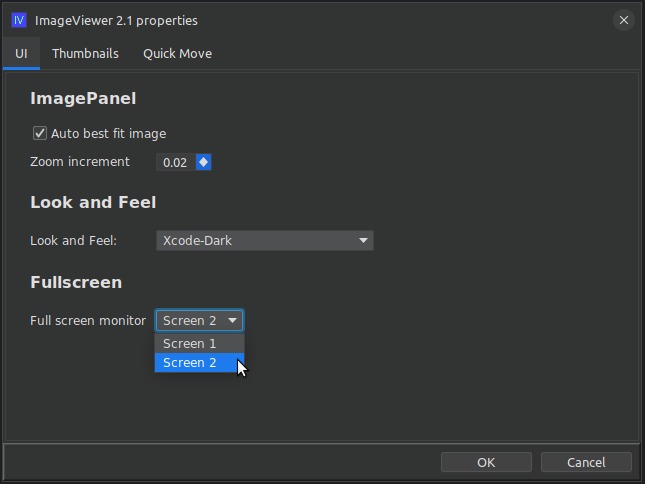 IV ImageViewer 2.1 properties
UI Thumbnails Quick Move
ImagePanel
Auto best fit image
Zoom increment 0.02
Look and Feel
Look and Feel: Xcode-Dark
Fullscreen
Full screen monitor Screen 2
Screen 1
Screen 2
OK Cancel